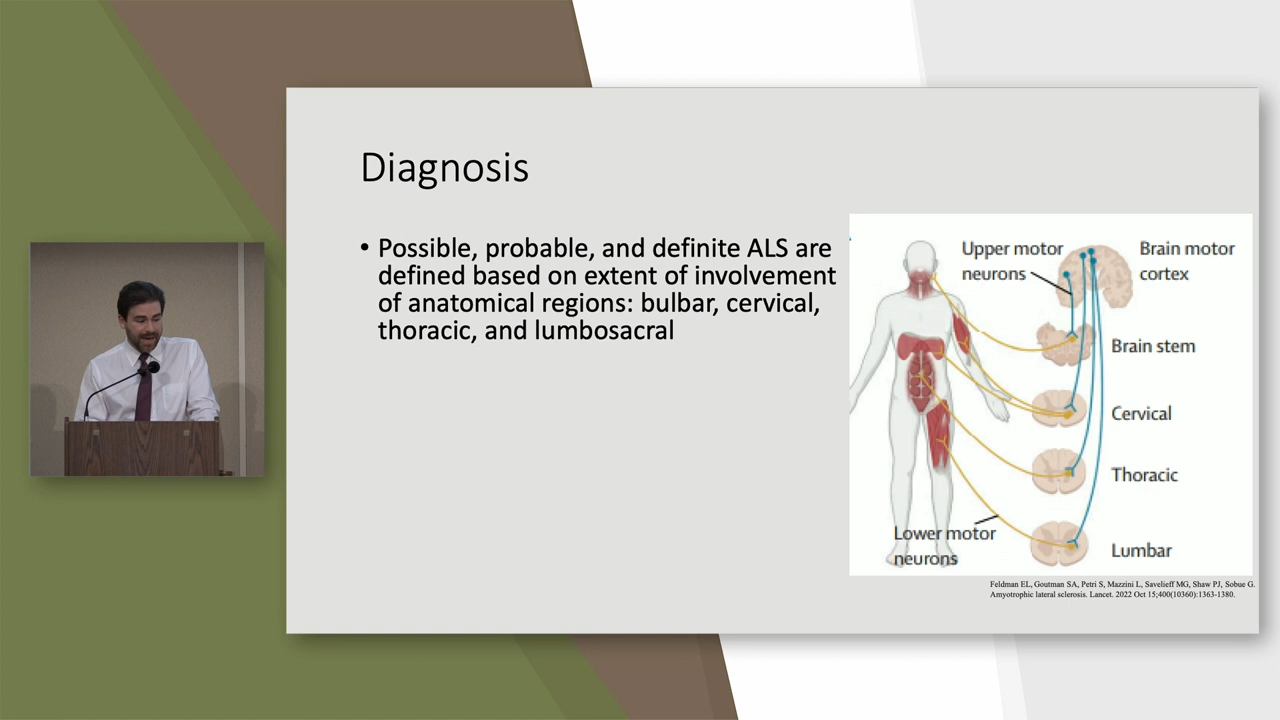 Diagnosis
• Possible, probable, and definite ALS are
defined based on extent of involvement
of anatomical regions: bulbar, cervical,
thoracic, and lumbosacral
Upper motor
neurons
Brain motor
cortex
Brain stem
Cervical
Thoracic
Lumbar
Lower motor
neurons
Feldman EL, Goutman SA, Petri S, Mazzini L, Savelieff MG, Shaw PJ, Sobue G.
Amyotrophic lateral sclerosis. Lancet. 2022 Oct 15;400(10360):1363-1380.